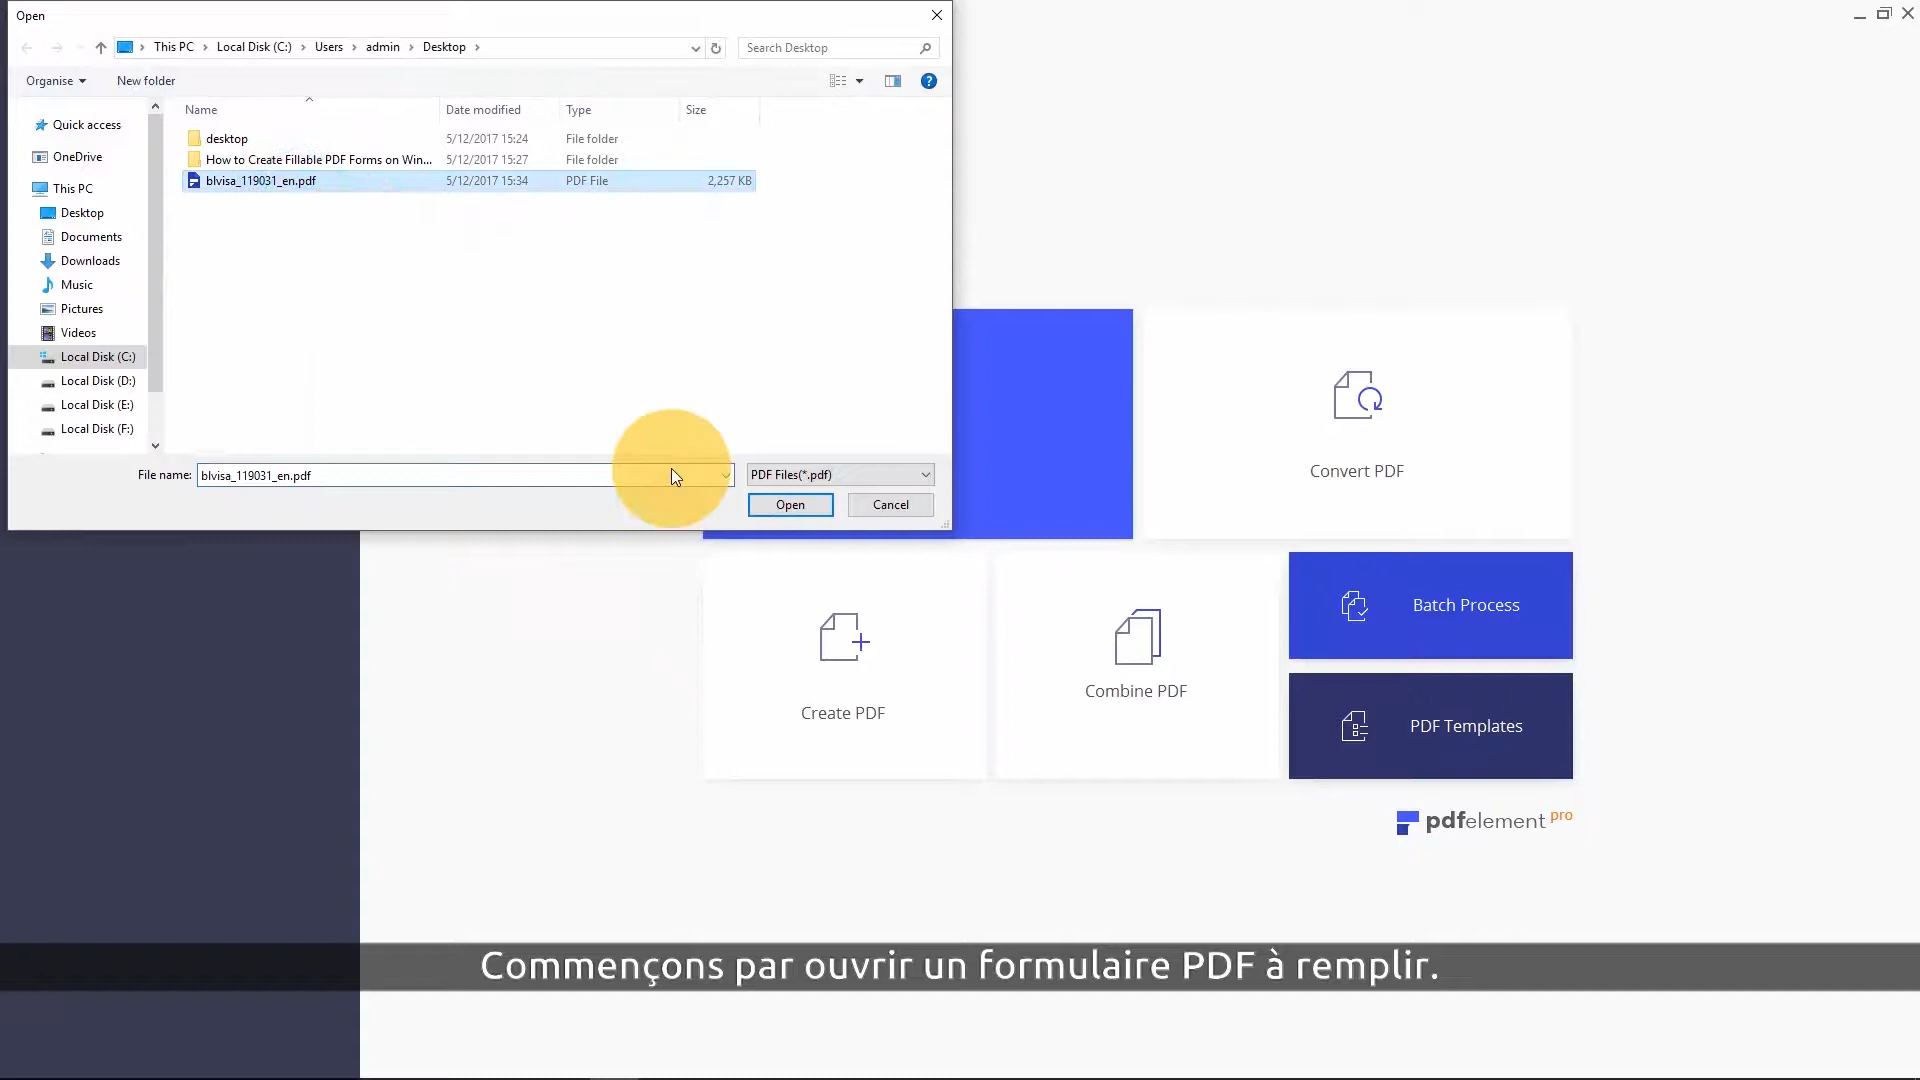 Open
This PC
Local Disk (C:)
Users
admin
Desktop
Search Desktop
Organise
New folder
Name
Date modified
Type
Size
Quick access
OneDrive
This PC
Desktop
Documents
Downloads
Music
Pictures
Videos
Local Disk (C:)
Local Disk (D:)
Local Disk (E:)
Local Disk (F:)
desktop 5/12/2017 15:24 File folder
How to Create Fillable PDF Forms on Win... 5/12/2017 15:27 File folder
blvisa_119031_en.pdf 5/12/2017 15:34 PDF File 2,257 KB
File name: blvisa_119031_en.pdf
PDF Files(*.pdf)
Open
Cancel
Convert PDF
Create PDF
Combine PDF
Batch Process
PDF Templates
pdfelement pro
Commençons par ouvrir un formulaire PDF à remplir.